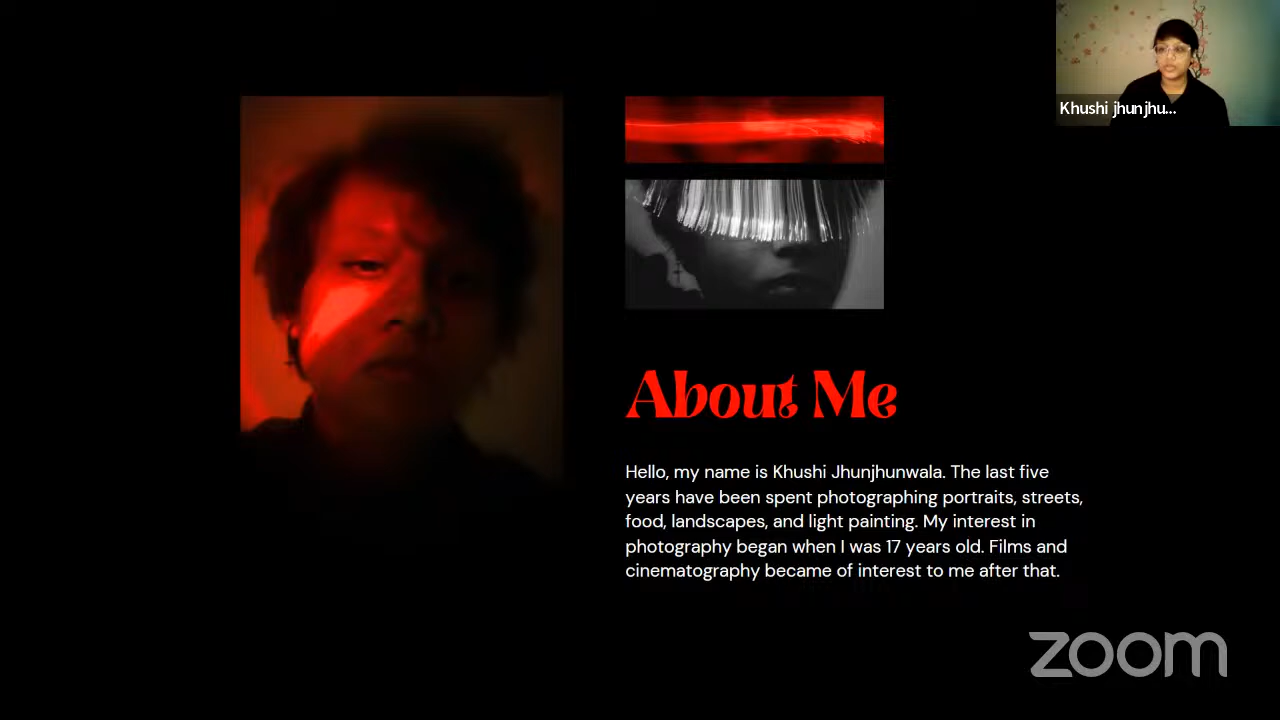 Khushi jhunjhu...
About Me
Hello, my name is Khushi Jhunjhunwala. The last five
years have been spent photographing portraits, streets,
food, landscapes, and light painting. My interest in
photography began when I was 17 years old. Films and
cinematography became of interest to me after that.
zoom